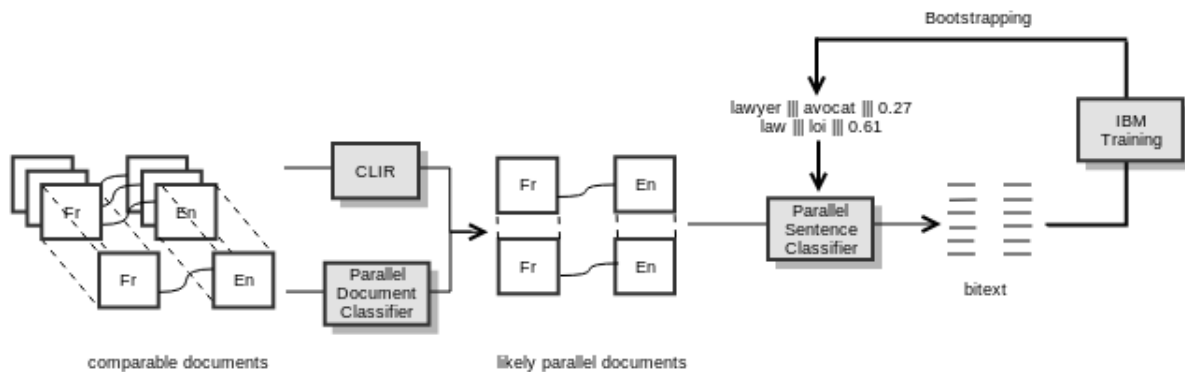 Bootstrapping
lawyer ||| avocat ||| 0.27
law ||| loi ||| 0.61
IBM
Training
CLIR
Fr
En
Fr
En
Fr
En
Parallel
Sentence
Classifier
Fr
En
Parallel
Document
Classifier
bitext
comparable documents
likely parallel documents